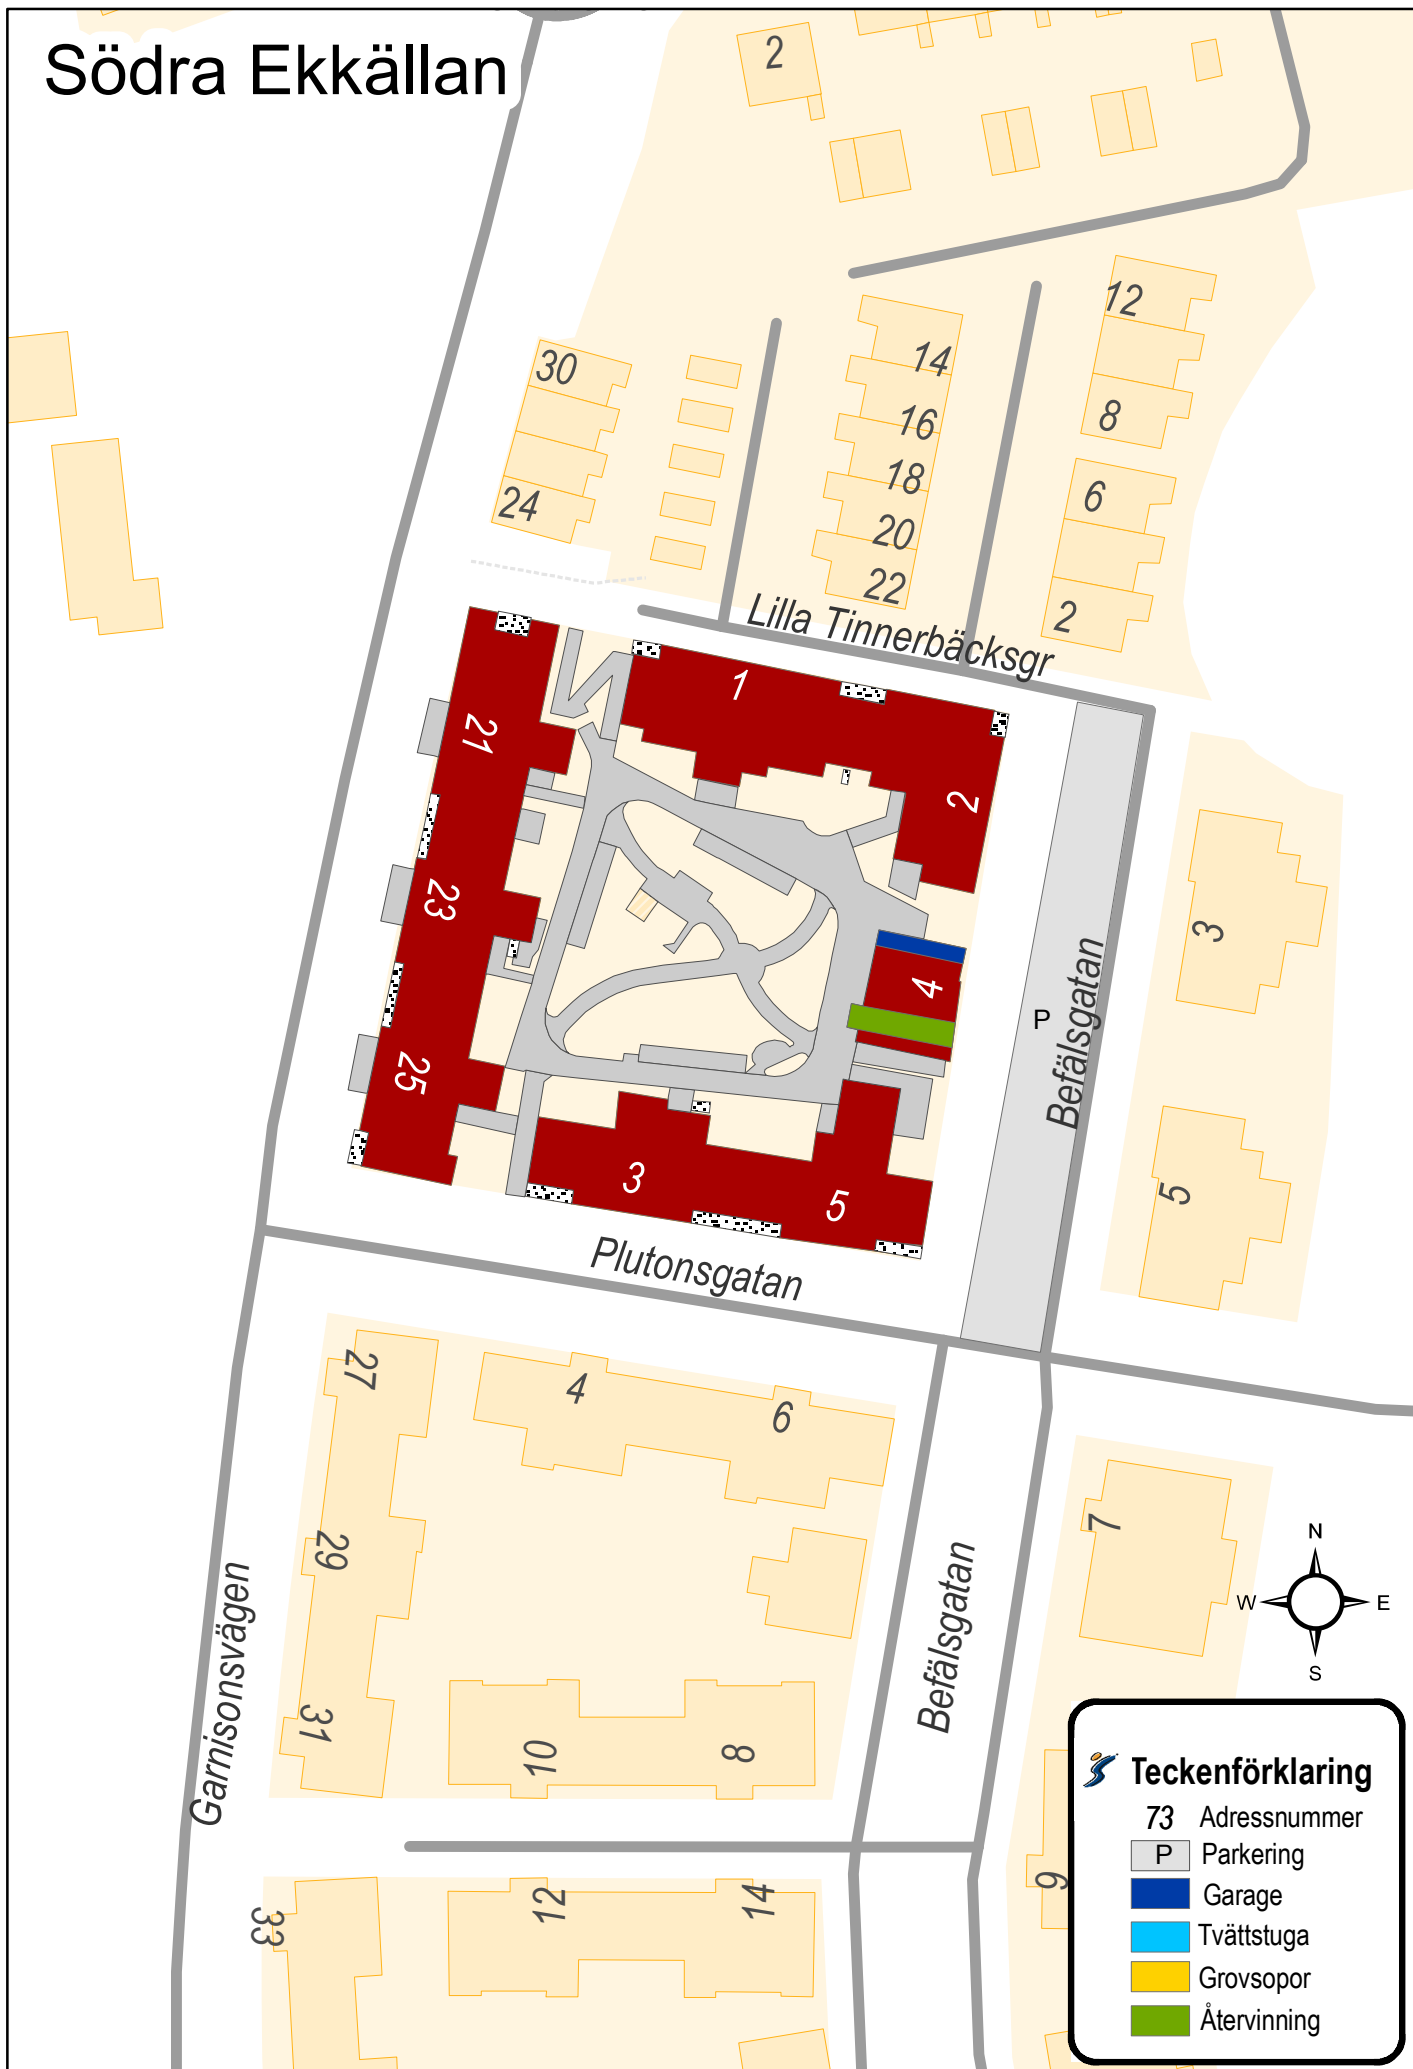 Södra Ekkällan
2
12
14
30
16
8
18
6
24
20
22
2
Lilla Tinnerbäcksgr
1
21
2
23
3
4
P
Befälsgatan
25
3
5
5
Plutonsgatan
27
4
6
29
7
Befälsgatan
Garnisonsvägen
31
10
8
12
14
33
9
N
W
E
S
Teckenförklaring
73 Adressnummer
P Parkering
Garage
Tvättstuga
Grovsopor
Återvinning